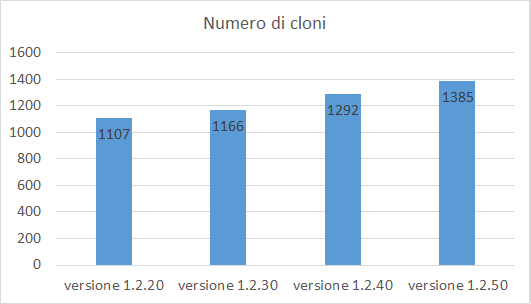 Numero di cloni
1600
1400
1200
1000
800
600
400
200
0
1107
1166
1292
1385
versione 1.2.20
versione 1.2.30
versione 1.2.40
versione 1.2.50